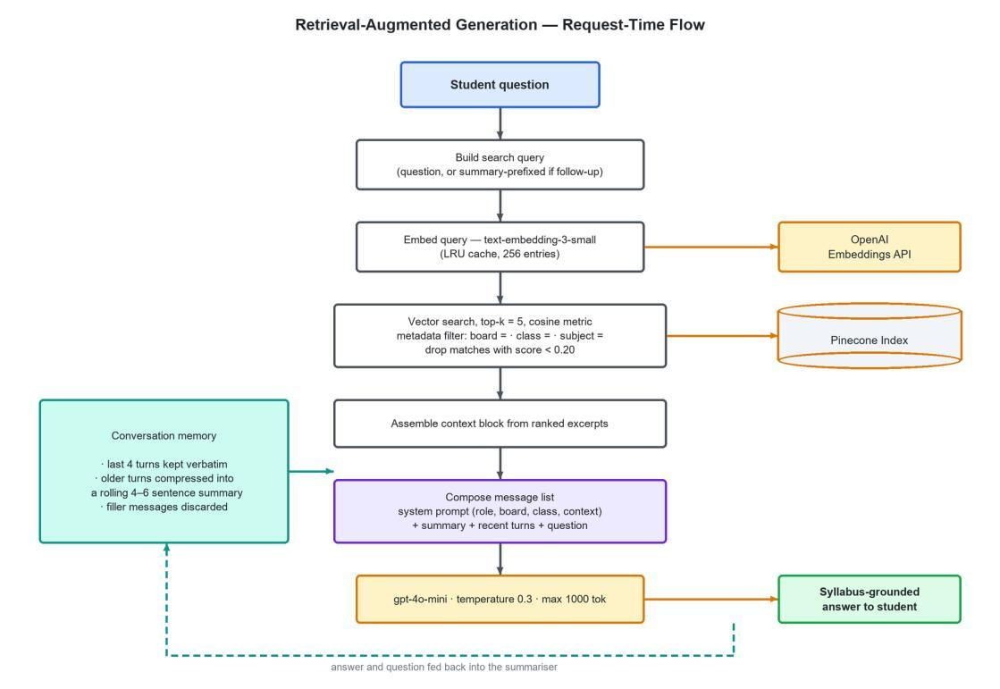 Retrieval-Augmented Generation — Request-Time Flow
Student question
Build search query
(question, or summary-prefixed if follow-up)
Embed query — text-embedding-3-small
(LRU cache, 256 entries)
OpenAI
Embeddings API
Vector search, top-k = 5, cosine metric
metadata filter: board = · class = · subject =
drop matches with score < 0.20
Pinecone Index
Assemble context block from ranked excerpts
Conversation memory
· last 4 turns kept verbatim
· older turns compressed into
a rolling 4–6 sentence summary
· filler messages discarded
Compose message list
system prompt (role, board, class, context)
+ summary + recent turns + question
gpt-4o-mini · temperature 0.3 · max 1000 tok
Syllabus-grounded
answer to student
answer and question fed back into the summariser